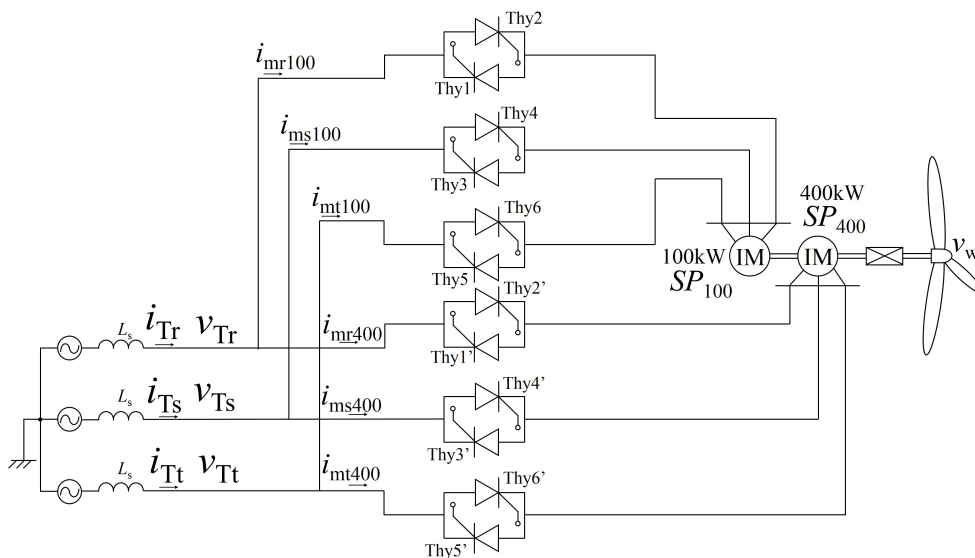 Thy2
i_mr100
Thy1
Thy4
i_ms100
Thy3
i_mt100
Thy6
Thy5
400kW
SP_400
v_w
100kW
SP_100
IM
IM
Thy2’
i_mr400
Thy1’
L_s
i_Tr v_Tr
Thy4’
i_ms400
Thy3’
L_s
i_Ts v_Ts
Thy6’
i_mt400
Thy5’
L_s
i_Tt v_Tt